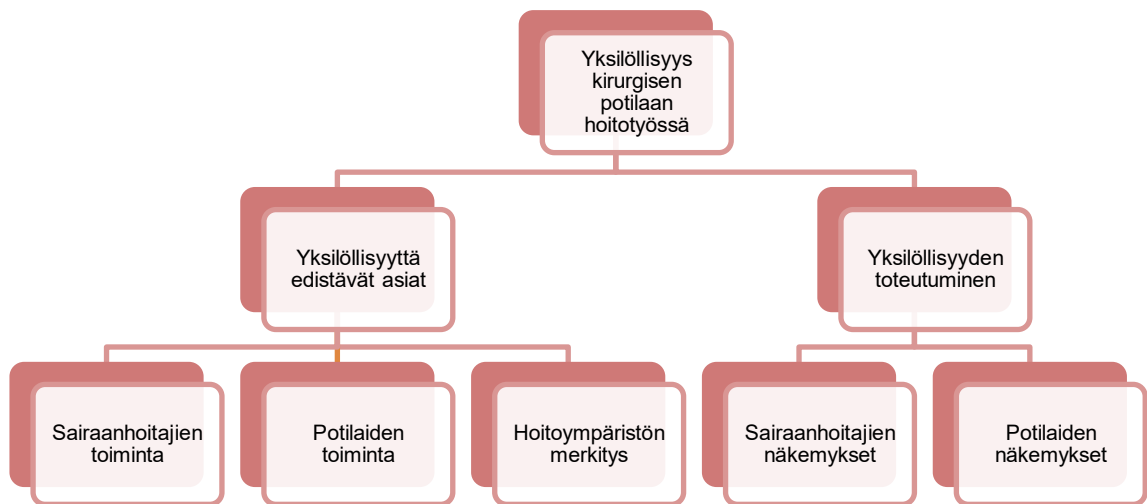 Yksilöllisyys
kirurgisen
potilaan
hoitotyössä
Yksilöllisyyttä
edistävät asiat
Yksilöllisyyden
toteutuminen
Sairaanhoitajien
toiminta
Potilaiden
toiminta
Hoitoympäristön
merkitys
Sairaanhoitajien
näkemykset
Potilaiden
näkemykset